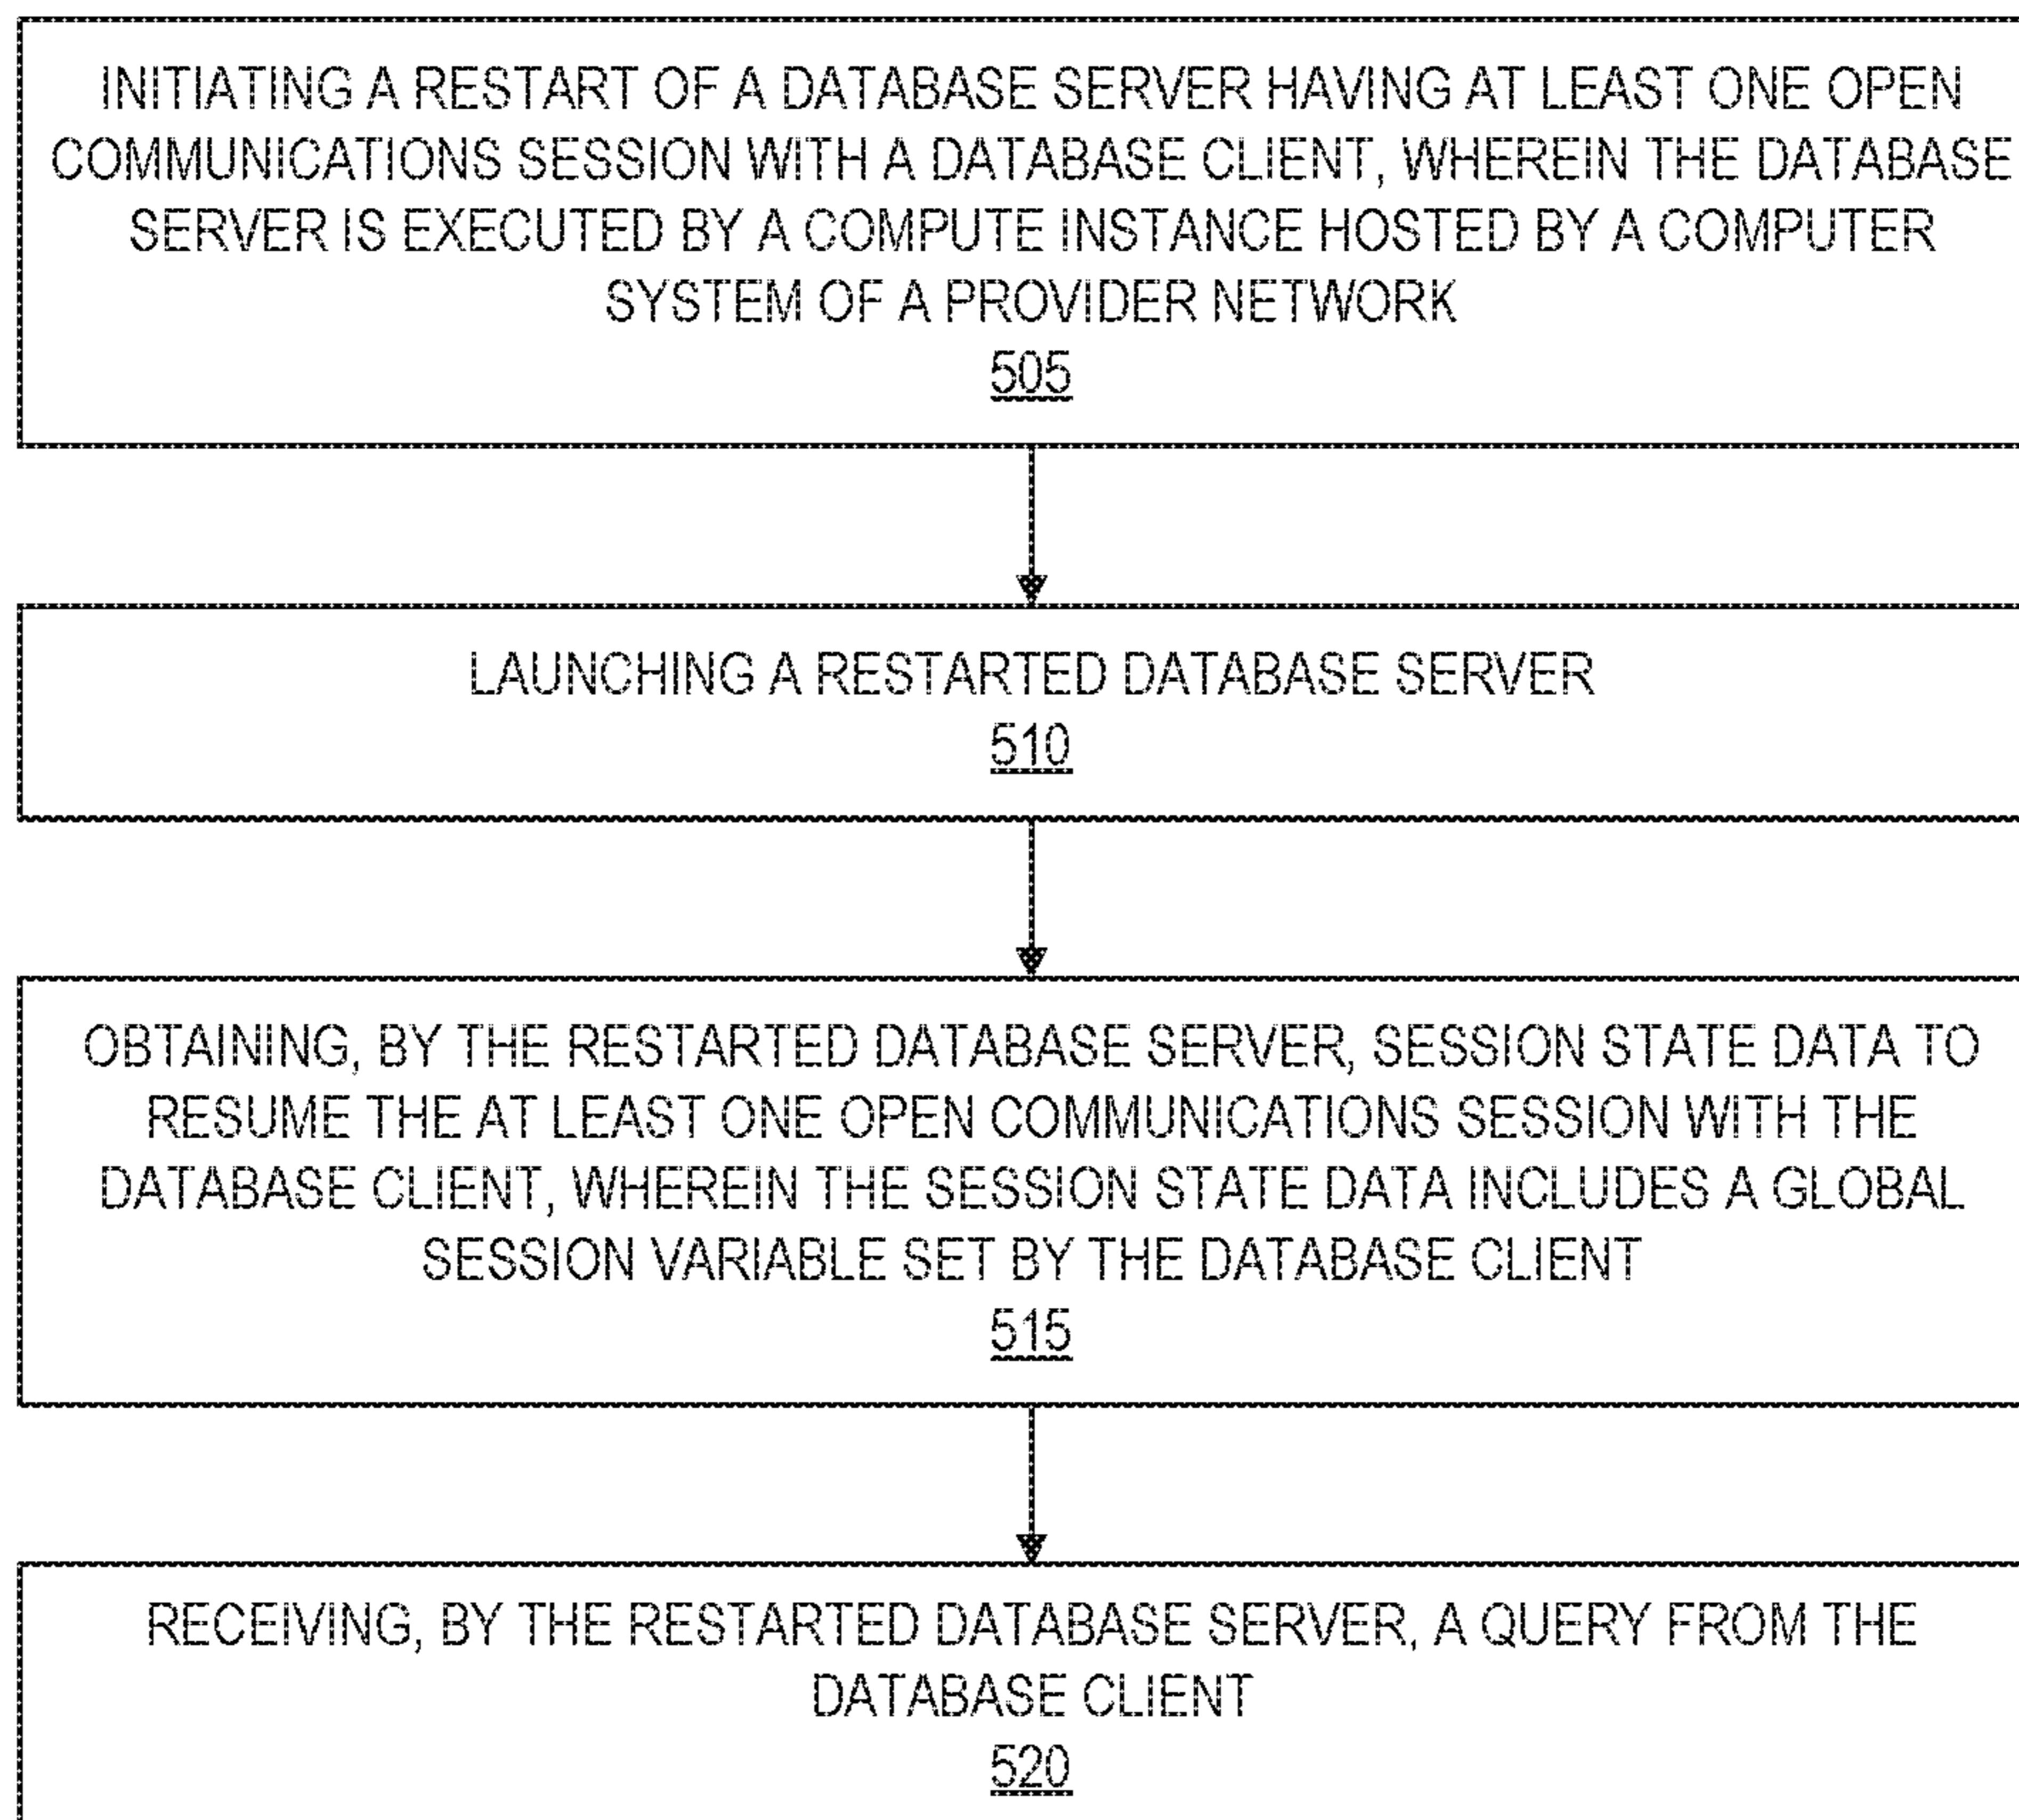 INITIATING A RESTART OF A DATABASE SERVER HAVING AT LEAST ONE OPEN
COMMUNICATIONS SESSION WITH A DATABASE CLIENT, WHEREIN THE DATABASE
SERVER IS EXECUTED BY A COMPUTE INSTANCE HOSTED BY A COMPUTER
SYSTEM OF A PROVIDER NETWORK
505
LAUNCHING A RESTARTED DATABASE SERVER
510
OBTAINING, BY THE RESTARTED DATABASE SERVER, SESSION STATE DATA TO
RESUME THE AT LEAST ONE OPEN COMMUNICATIONS SESSION WITH THE
DATABASE CLIENT, WHEREIN THE SESSION STATE DATA INCLUDES A GLOBAL
SESSION VARIABLE SET BY THE DATABASE CLIENT
515
RECEIVING, BY THE RESTARTED DATABASE SERVER, A QUERY FROM THE
DATABASE CLIENT
520